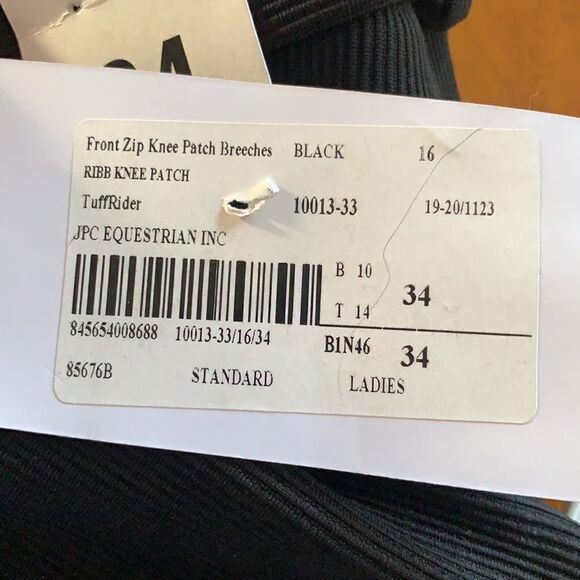 Front Zip Knee Patch Breeches BLACK 16
RIBB KNEE PATCH
TuffRider 10013-33 19-20/1123
JPC EQUESTRIAN INC
B 10
T 14 34
845654008688 10013-33/16/34 BIN46 34
85676B STANDARD LADIES